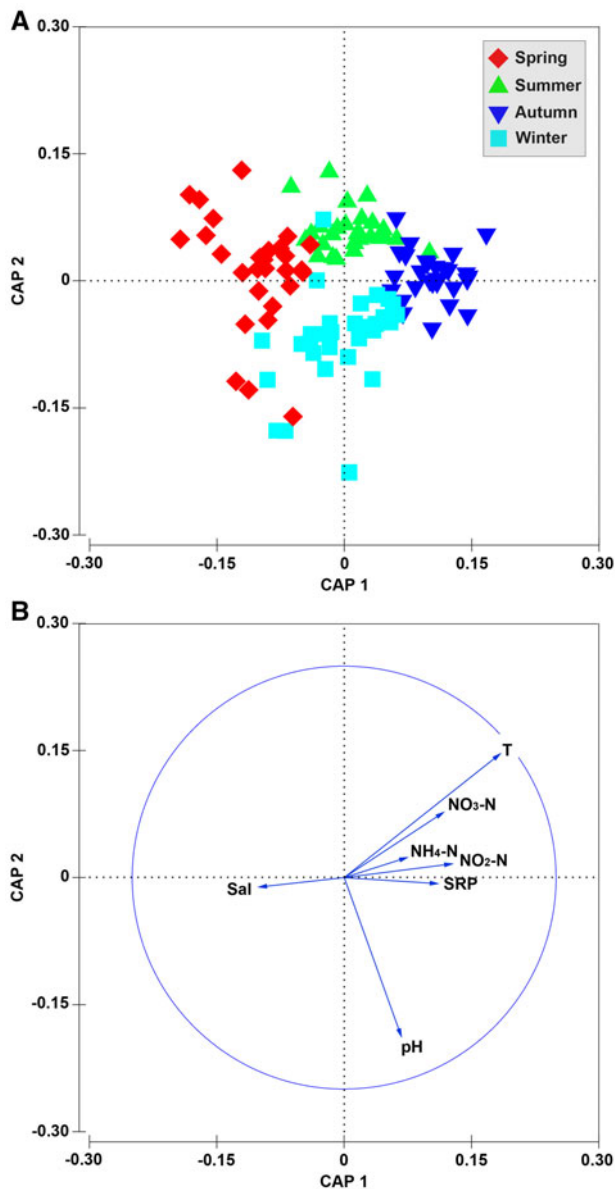 A
0.30
Spring
Summer
Autumn
Winter
0.15
CAP 2
0
-0.15
-0.30
-0.30 -0.15 0 0.15 0.30
CAP 1
B
0.30
T
0.15
NO3-N
NH4-N NO2-N
CAP 2
0
Sal SRP
-0.15
pH
-0.30
-0.30 -0.15 0 0.15 0.30
CAP 1